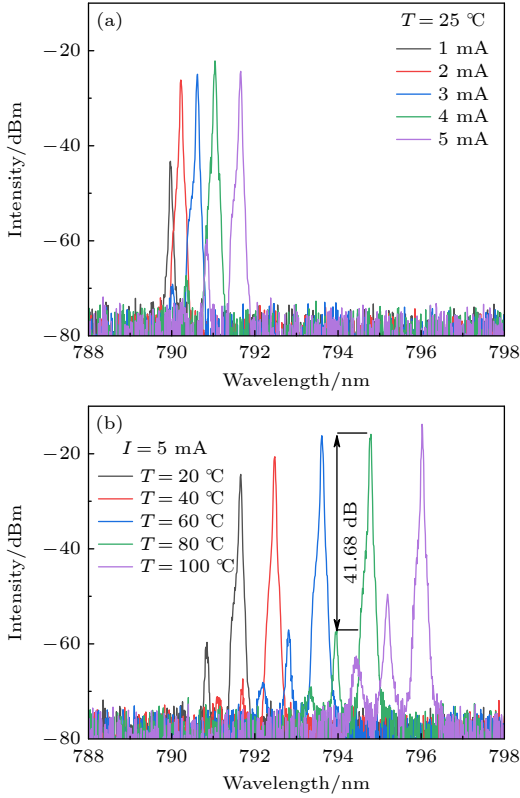 (a)
T = 25 ℃
1 mA
2 mA
3 mA
4 mA
5 mA
Intensity/dBm
−20
−40
−60
−80
788 790 792 794 796 798
Wavelength/nm
(b)
I = 5 mA
T = 20 ℃
T = 40 ℃
T = 60 ℃
T = 80 ℃
T = 100 ℃
41.68 dB
Intensity/dBm
−20
−40
−60
−80
788 790 792 794 796 798
Wavelength/nm